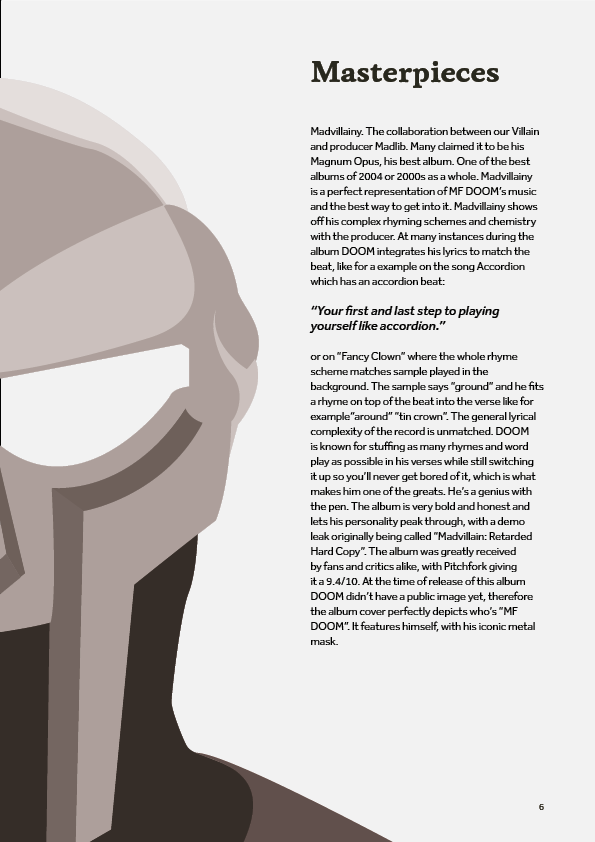 Masterpieces
Madvillainy. The collaboration between our Villain
and producer Madlib. Many claimed it to be his
Magnum Opus, his best album. One of the best
albums of 2004 or 2000s as a whole. Madvillainy
is a perfect representation of MF DOOM's music
and the best way to get into it. Madvillainy shows
off his complex rhyming schemes and chemistry
with the producer. At many instances during the
album DOOM integrates his lyrics to match the
beat, like for a example on the song Accordion
which has an accordion beat:
“Your first and last step to playing
yourself like accordion.”
or on “Fancy Clown” where the whole rhyme
scheme matches sample played in the
background. The sample says “ground” and he fits
a rhyme on top of the beat into the verse like for
example“around” “tin crown”. The general lyrical
complexity of the record is unmatched. DOOM
is known for stuffing as many rhymes and word
play as possible in his verses while still switching
it up so you'll never get bored of it, which is what
makes him one of the greats. He's a genius with
the pen. The album is very bold and honest and
lets his personality peak through, with a demo
leak originally being called “Madvillain: Retarded
Hard Copy”. The album was greatly received
by fans and critics alike, with Pitchfork giving
it a 9.4/10. At the time of release of this album
DOOM didn't have a public image yet, therefore
the album cover perfectly depicts who's “MF
DOOM”. It features himself, with his iconic metal
mask.
6